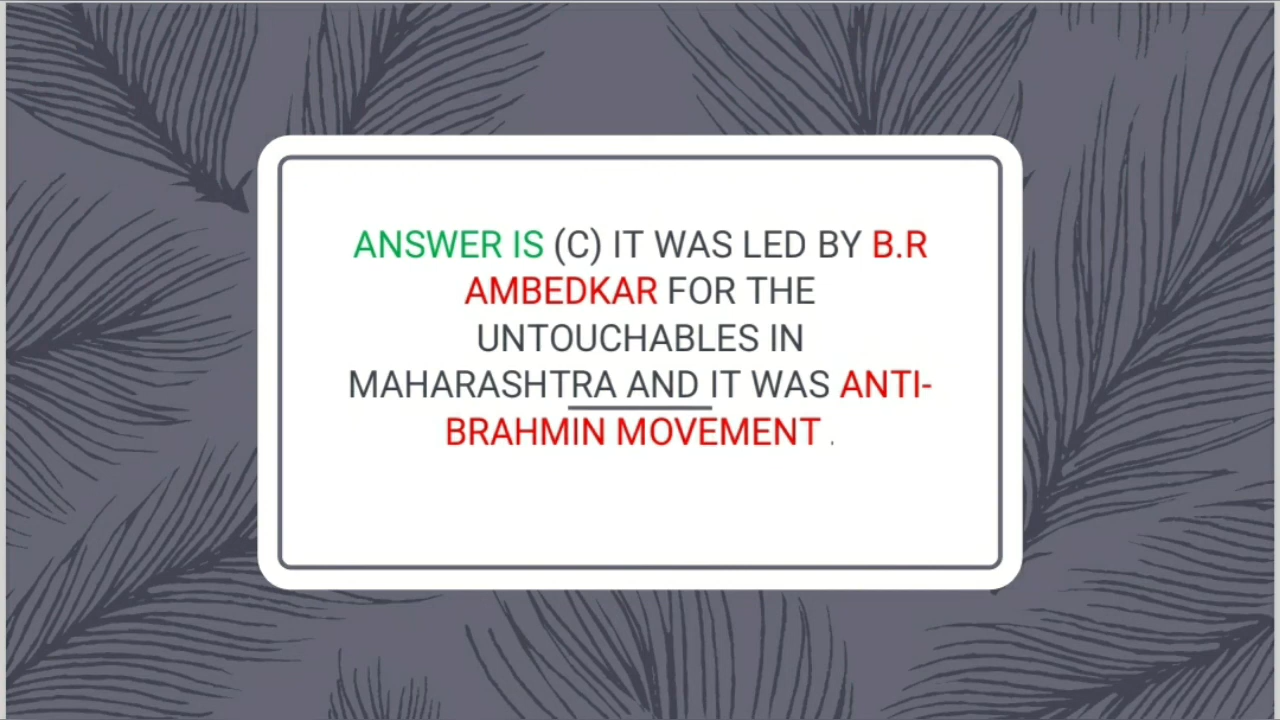 ANSWER IS (C) IT WAS LED BY B.R
AMBEDKAR FOR THE
UNTOUCHABLES IN
MAHARASHTRA AND IT WAS ANTI-
BRAHMIN MOVEMENT .